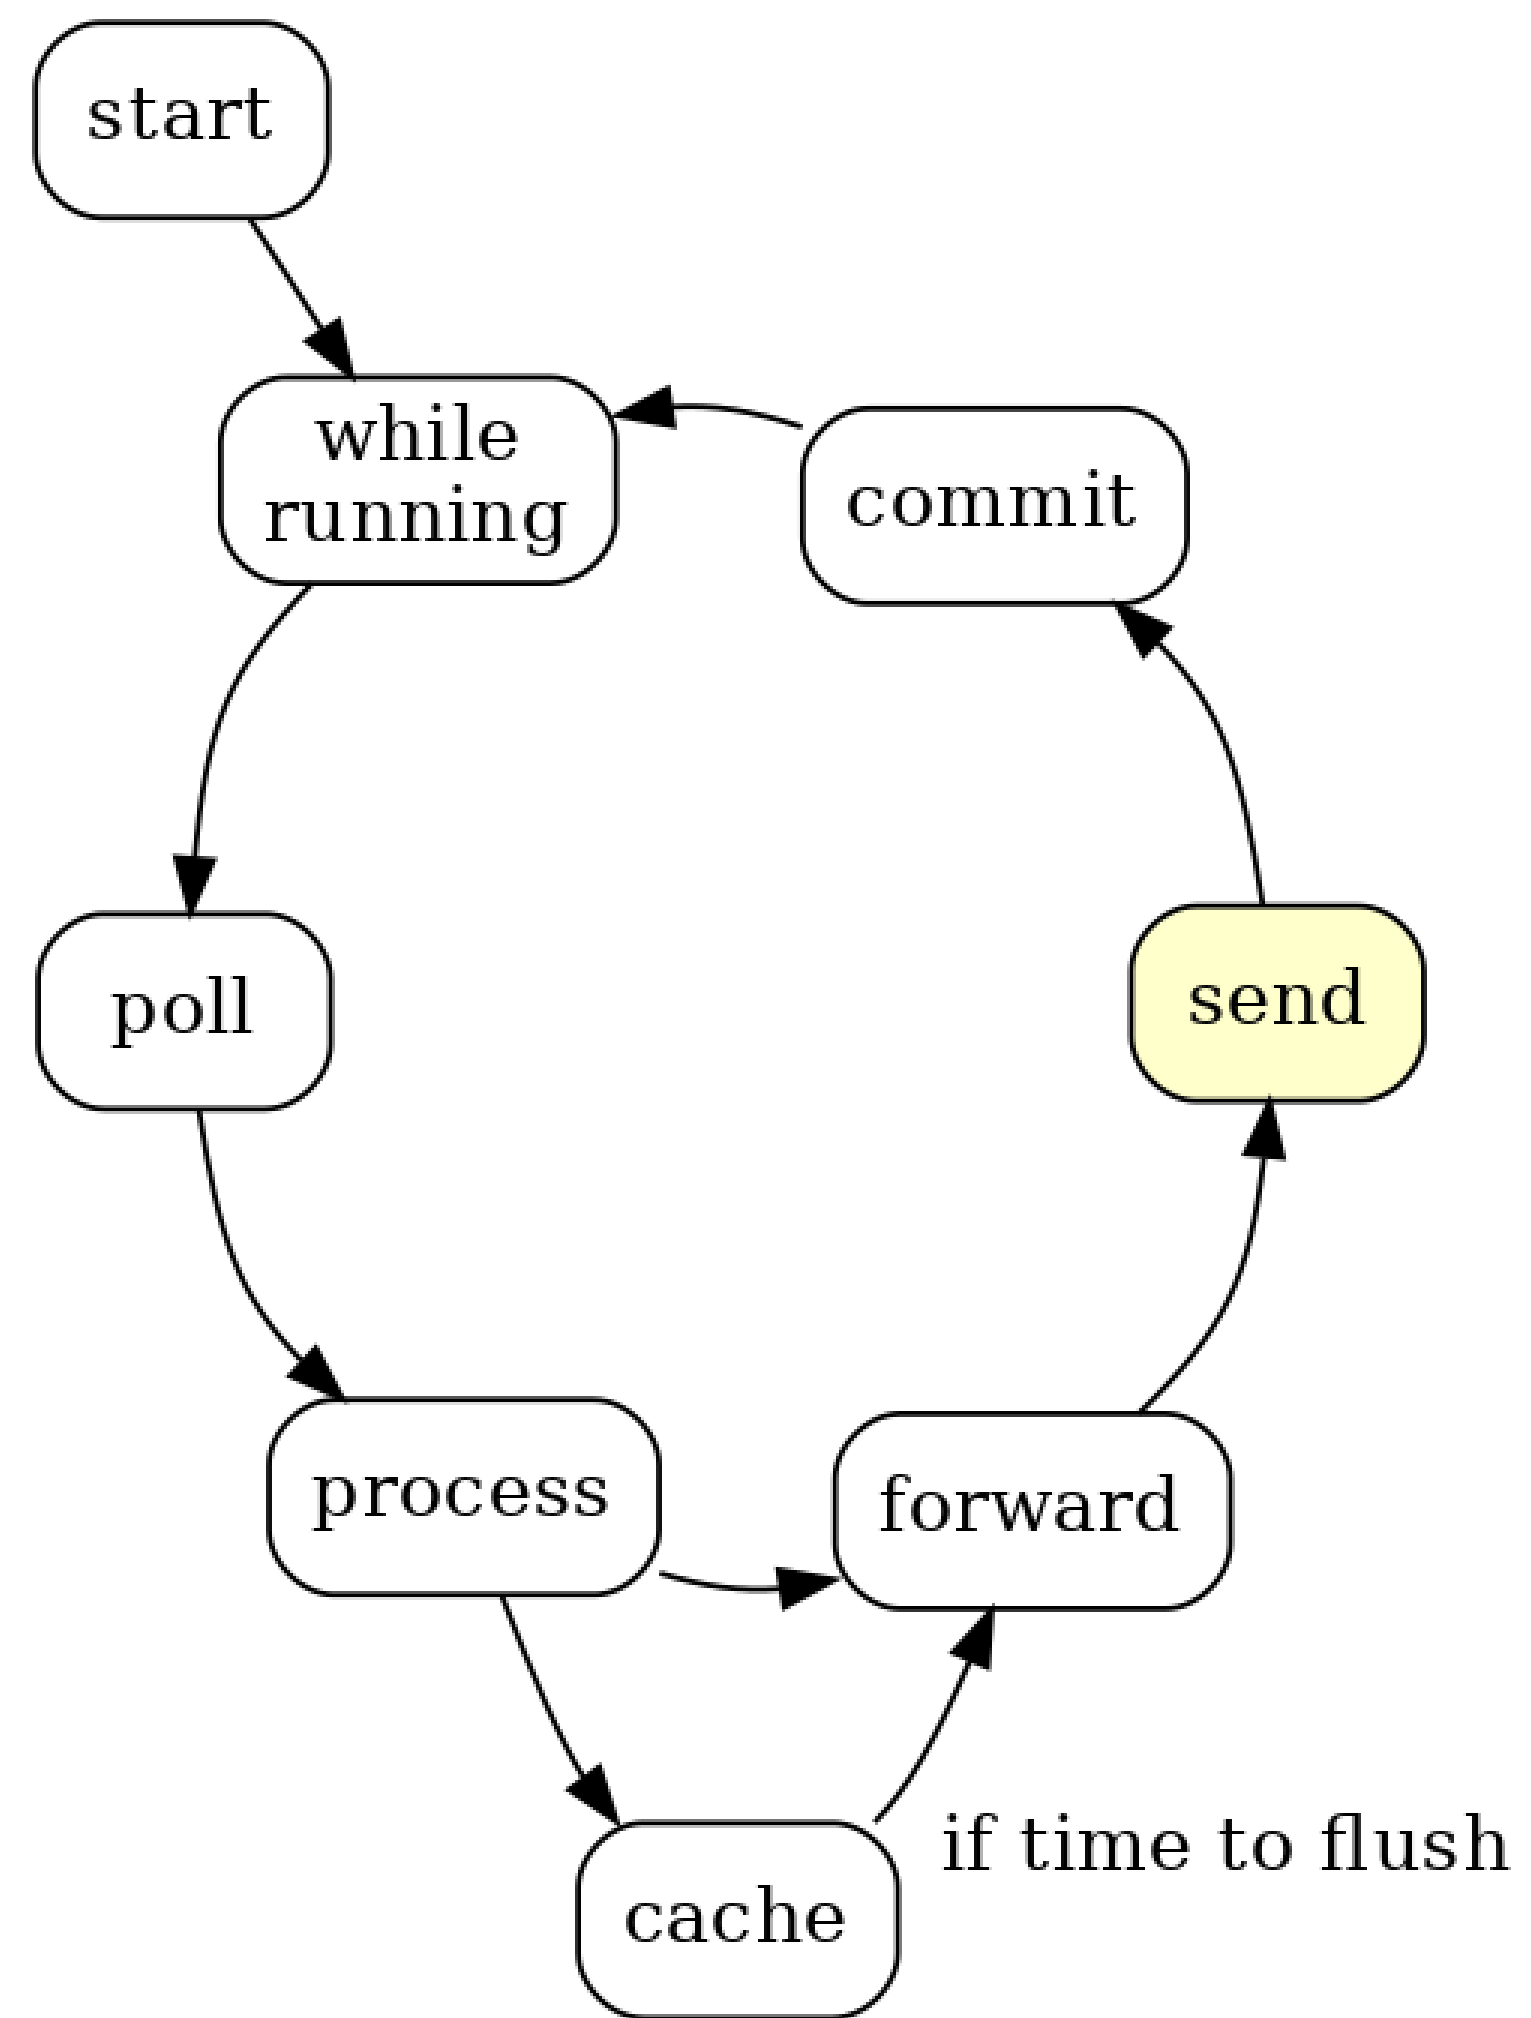 start
while
running
commit
poll
send
process
forward
if time to flush
cache